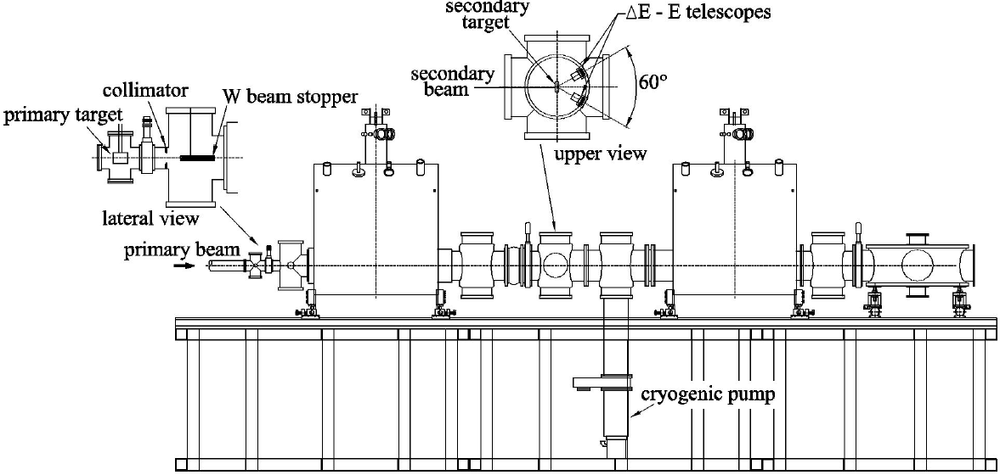 secondary
target
ΔE - E telescopes
secondary
beam
60°
upper view
collimator
W beam stopper
primary target
lateral view
primary beam
cryogenic pump